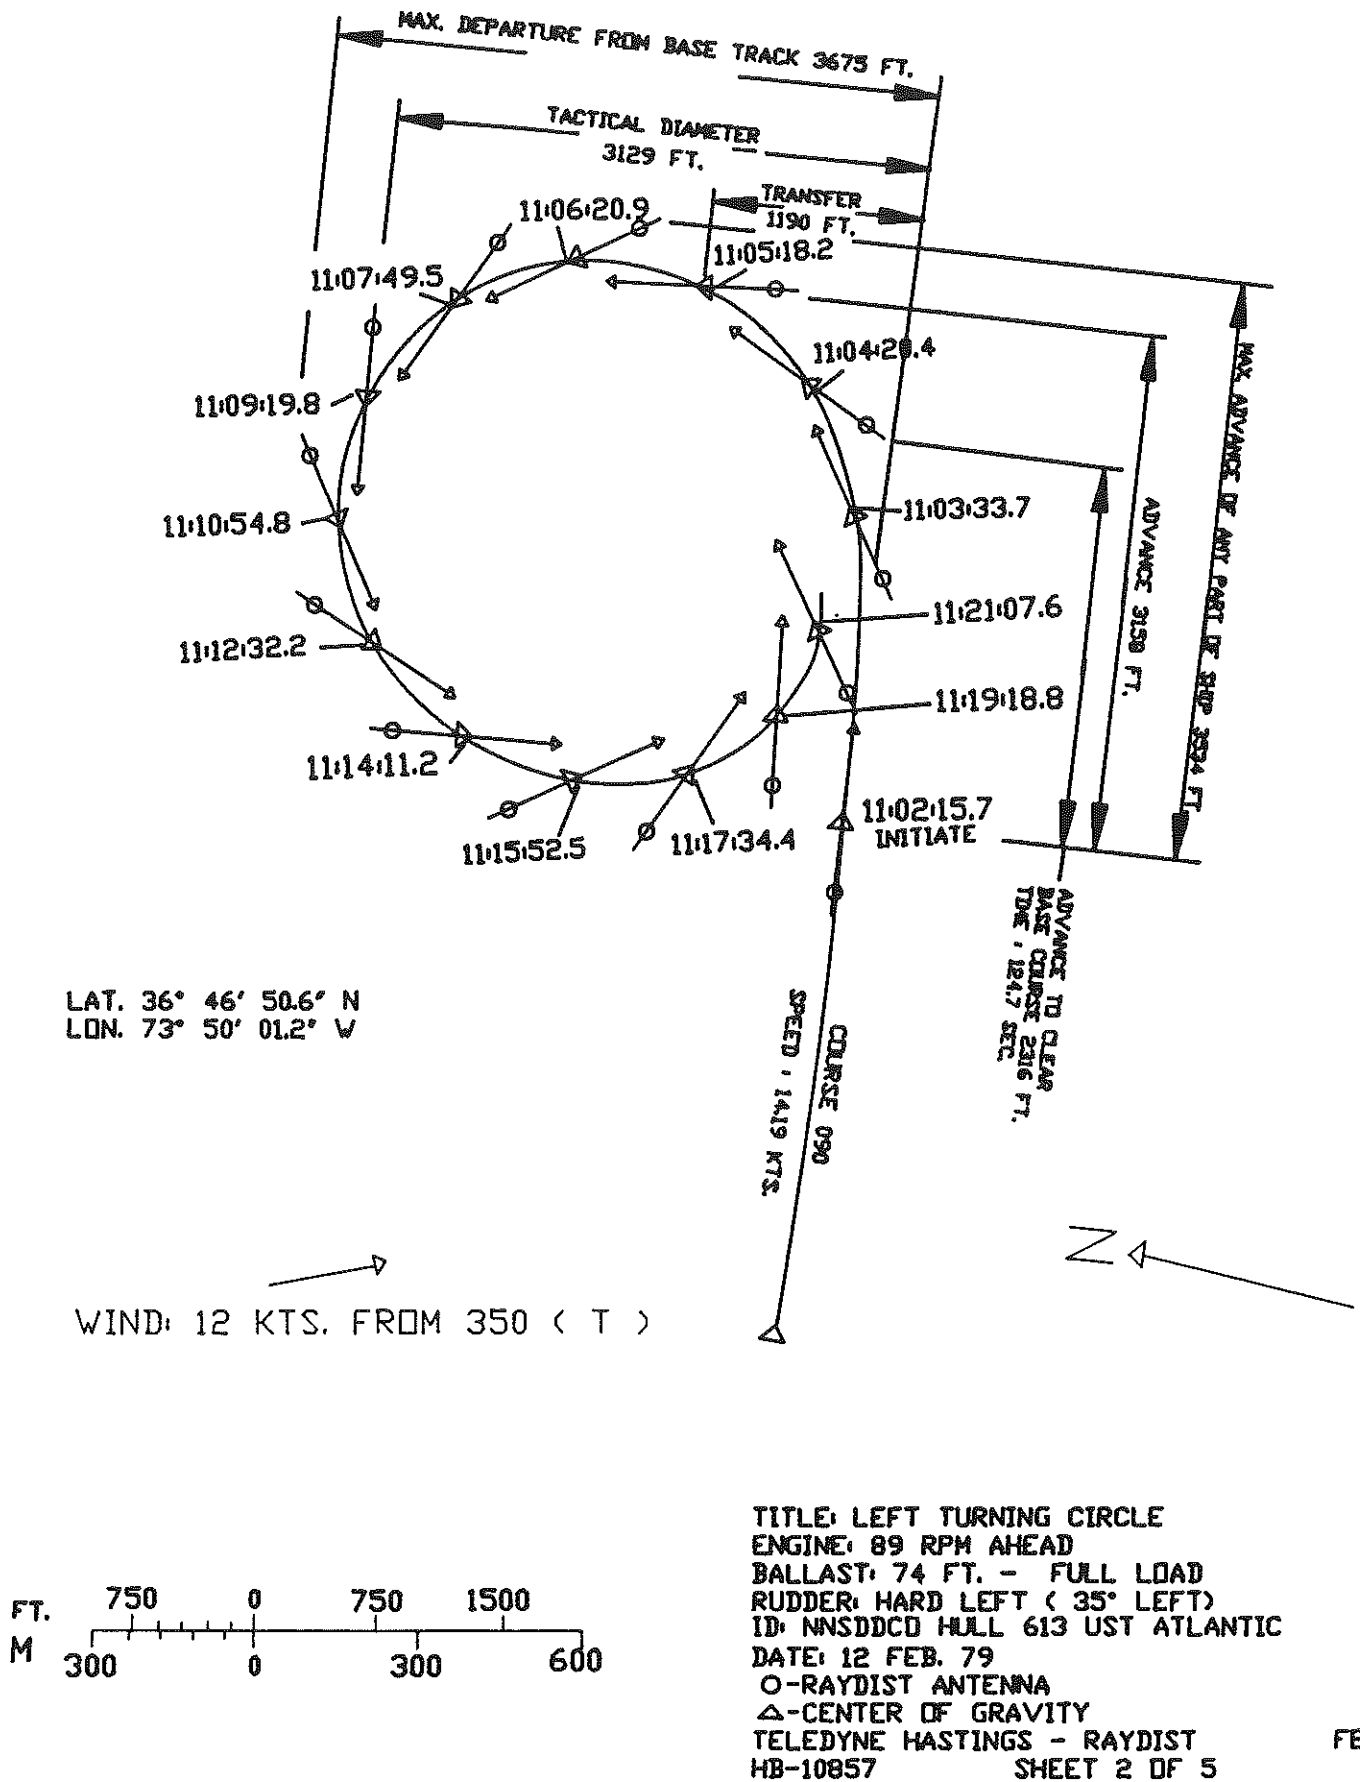 MAX. DEPARTURE FROM BASE TRACK 3675 FT.
TACTICAL DIAMETER
3129 FT.
TRANSFER
1190 FT.
11:06:20.9
11:05:18.2
11:07:49.5
11:04:20.4
11:09:19.8
11:03:33.7
11:10:54.8
11:21:07.6
11:12:32.2
11:19:18.8
11:14:11.2
11:02:15.7
INITIATE
11:15:52.5
11:17:34.4
MAX. ADVANCE OF ANY PART OF SHIP 3534 FT.
ADVANCE 3158 FT.
ADVANCE TO CLEAR
BASE COURSE 2316 FT.
TIME : 124.7 SEC.
LAT. 36° 46' 50.6" N
LON. 73° 50' 01.2" W
COURSE 090
SPEED : 14.19 KTS.
N
WIND: 12 KTS. FROM 350 ( T )
FT. 750 0 750 1500
M 300 0 300 600
TITLE: LEFT TURNING CIRCLE
ENGINE: 89 RPM AHEAD
BALLAST: 74 FT. - FULL LOAD
RUDDER: HARD LEFT ( 35° LEFT)
ID: NNSDDCO HULL 613 UST ATLANTIC
DATE: 12 FEB. 79
O-RAYDIST ANTENNA
△-CENTER OF GRAVITY
TELEDYNE HASTINGS - RAYDIST FE
HB-10857 SHEET 2 OF 5